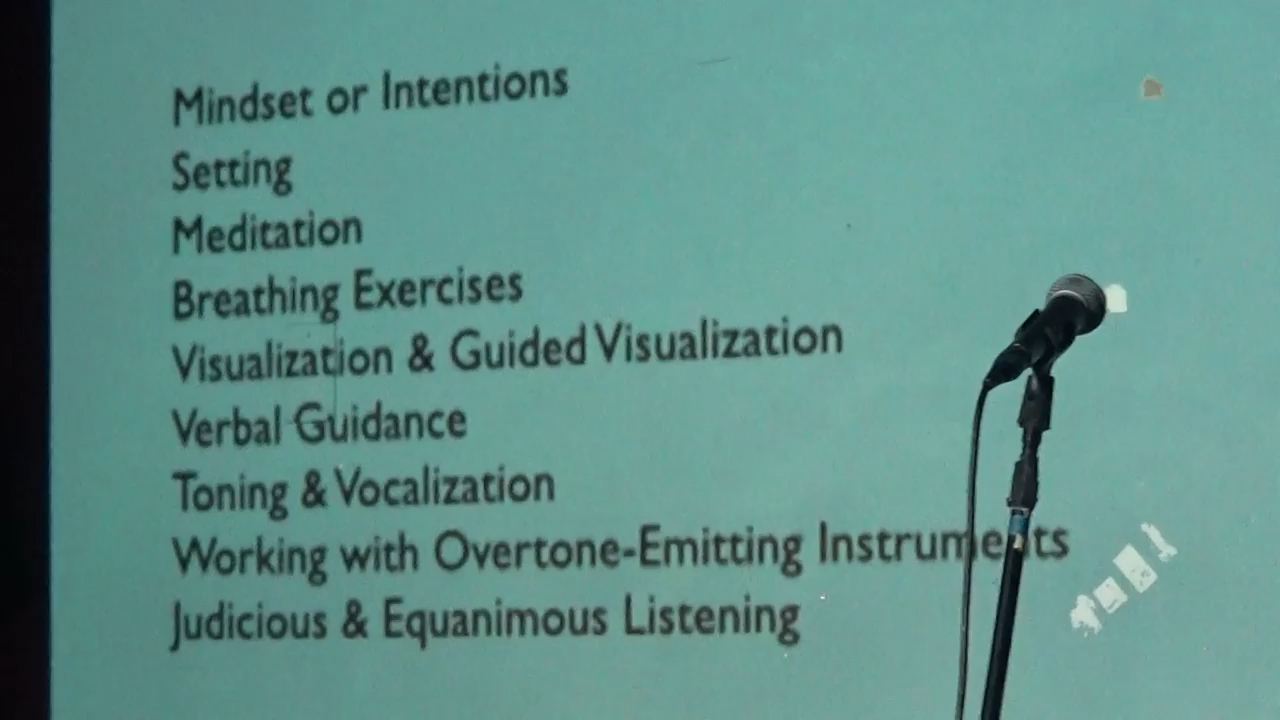 Mindset or Intentions
Setting
Meditation
Breathing Exercises
Visualization & Guided Visualization
Verbal Guidance
Toning & Vocalization
Working with Overtone-Emitting Instruments
Judicious & Equanimous Listening